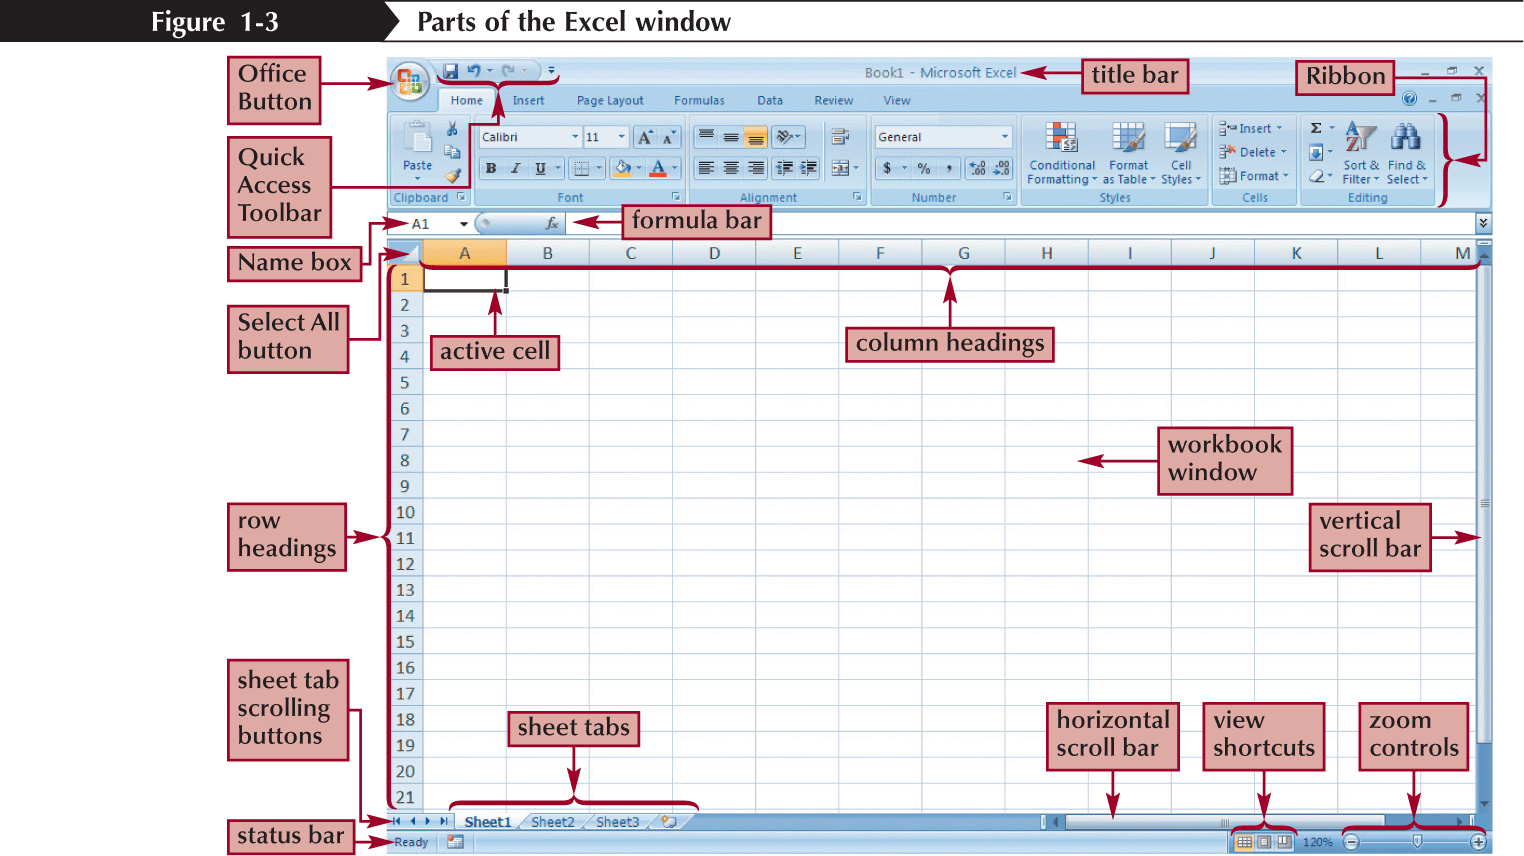 Figure 1-3
Parts of the Excel window
Office
Button
Quick
Access
Toolbar
Name box
Select All
button
row
headings
sheet tab
scrolling
buttons
status bar
Book1 - Microsoft Excel
title bar
Ribbon
Home Insert Page Layout Formulas Data Review View
Paste
Clipboard
Calibri 11
B I U A
Font
Alignment
General
$ % ,
Number
Conditional
Formatting
Format
as Table
Cell
Styles
Styles
Insert
Delete
Format
Cells
Σ
Sort &
Filter
Find &
Select
Editing
A1
fx
formula bar
A B C D E F G H I J K L M
1
2
3
4
5
6
7
8
9
10
11
12
13
14
15
16
17
18
19
20
21
active cell
column headings
workbook
window
vertical
scroll bar
sheet tabs
horizontal
scroll bar
view
shortcuts
zoom
controls
Sheet1 Sheet2 Sheet3
Ready
120%